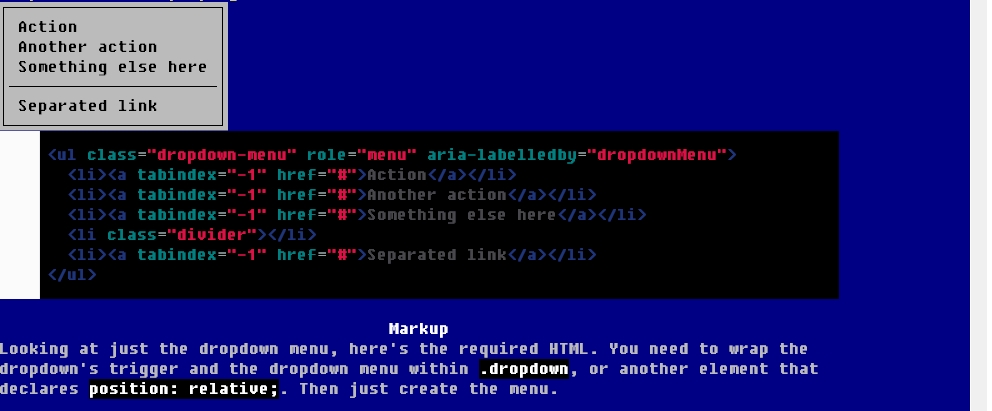 Action
Another action
Something else here
Separated link
<ul class="dropdown-menu" role="menu" aria-labelledby="dropdownMenu">
  <li><a tabindex="-1" href="#">Action</a></li>
  <li><a tabindex="-1" href="#">Another action</a></li>
  <li><a tabindex="-1" href="#">Something else here</a></li>
  <li class="divider"></li>
  <li><a tabindex="-1" href="#">Separated link</a></li>
</ul>
Markup
Looking at just the dropdown menu, here's the required HTML. You need to wrap the
dropdown's trigger and the dropdown menu within .dropdown, or another element that
declares position: relative;. Then just create the menu.